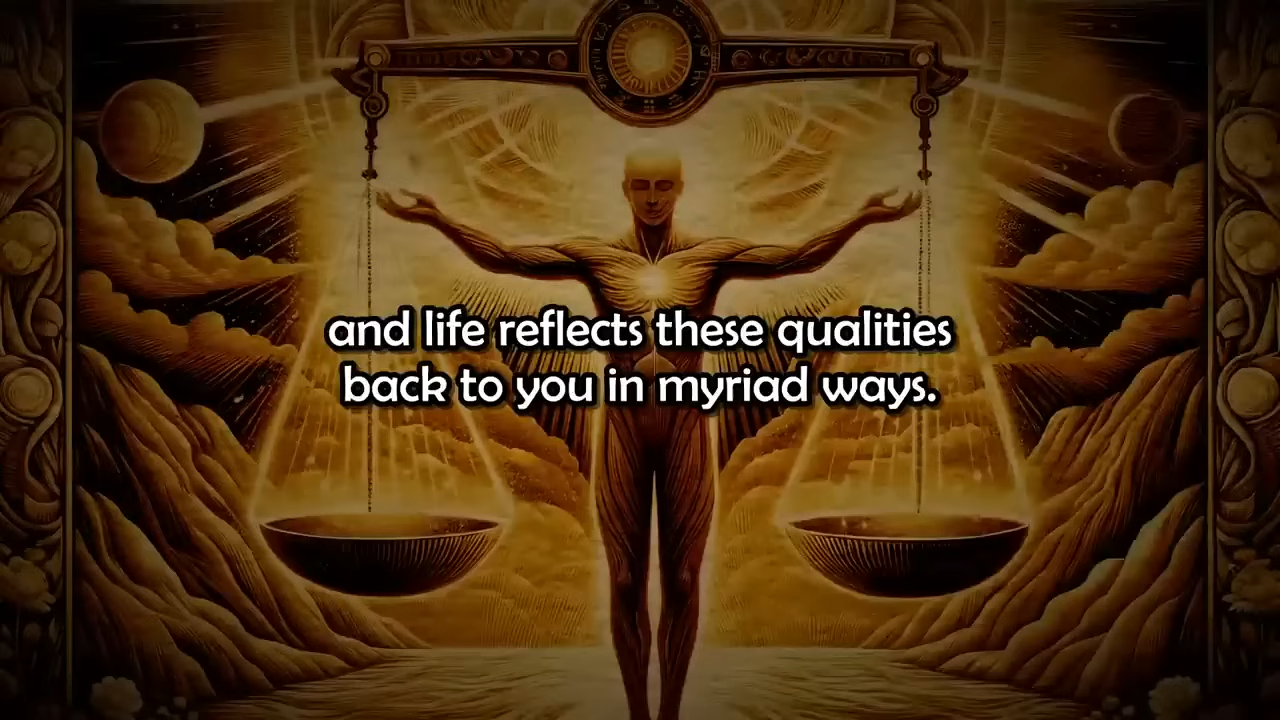 and life reflects these qualities
back to you in myriad ways.